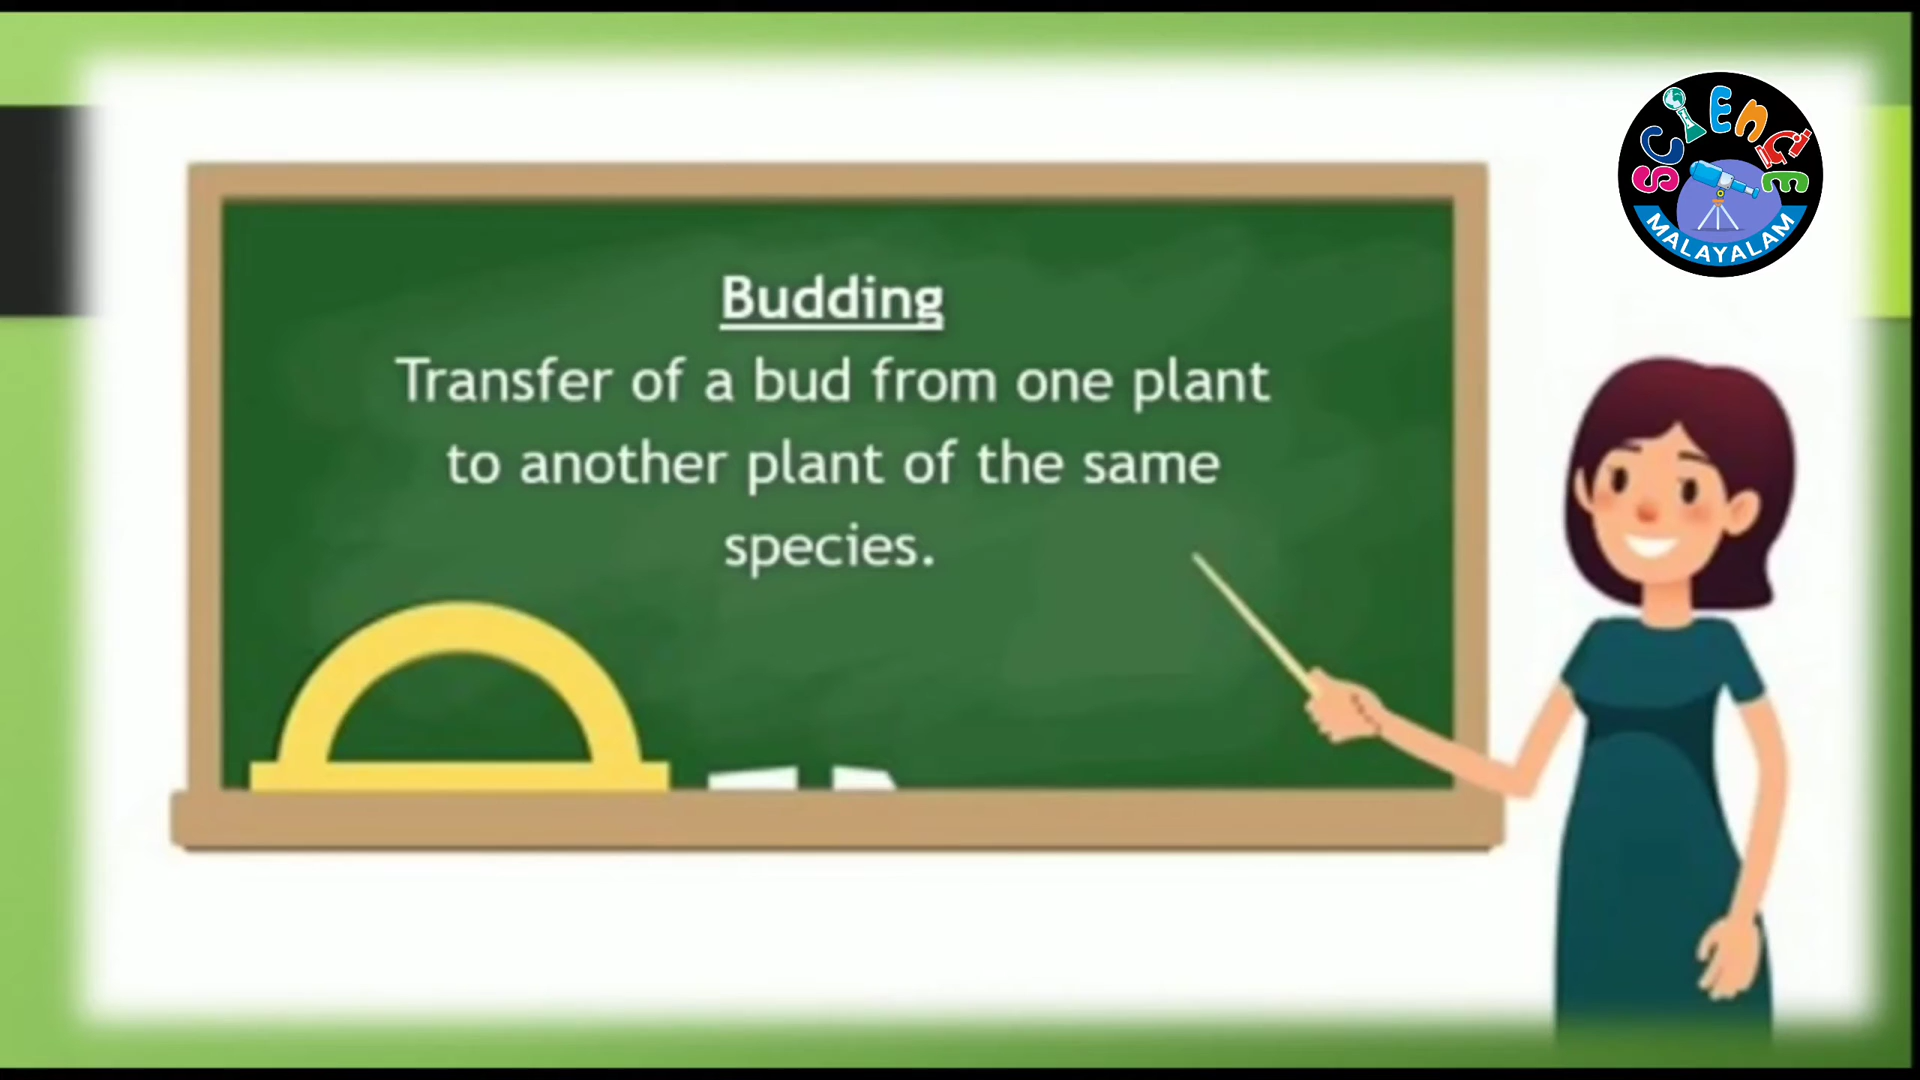 SCIENCE
MALAYALAM
Budding
Transfer of a bud from one plant
to another plant of the same
species.